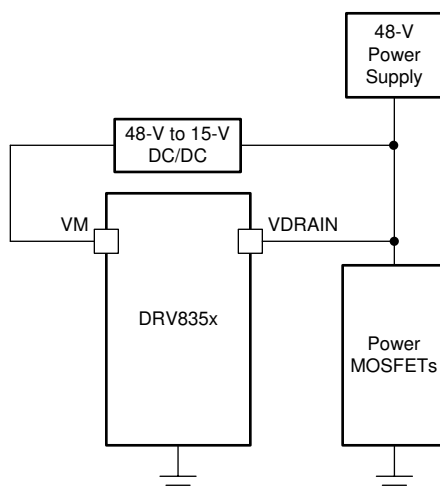 48-V
Power
Supply
48-V to 15-V
DC/DC
VM
VDRAIN
DRV835x
Power
MOSFETs